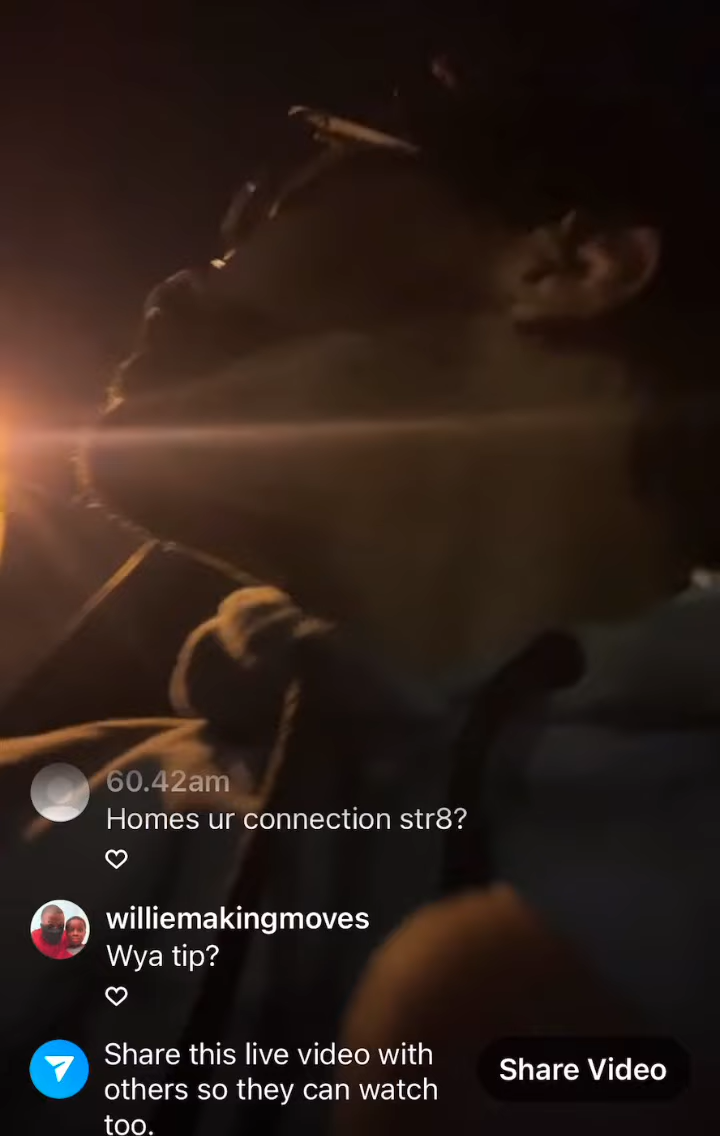 60.42am
Homes ur connection str8?
williemakingmoves
Wya tip?
Share this live video with
others so they can watch
too.
Share Video